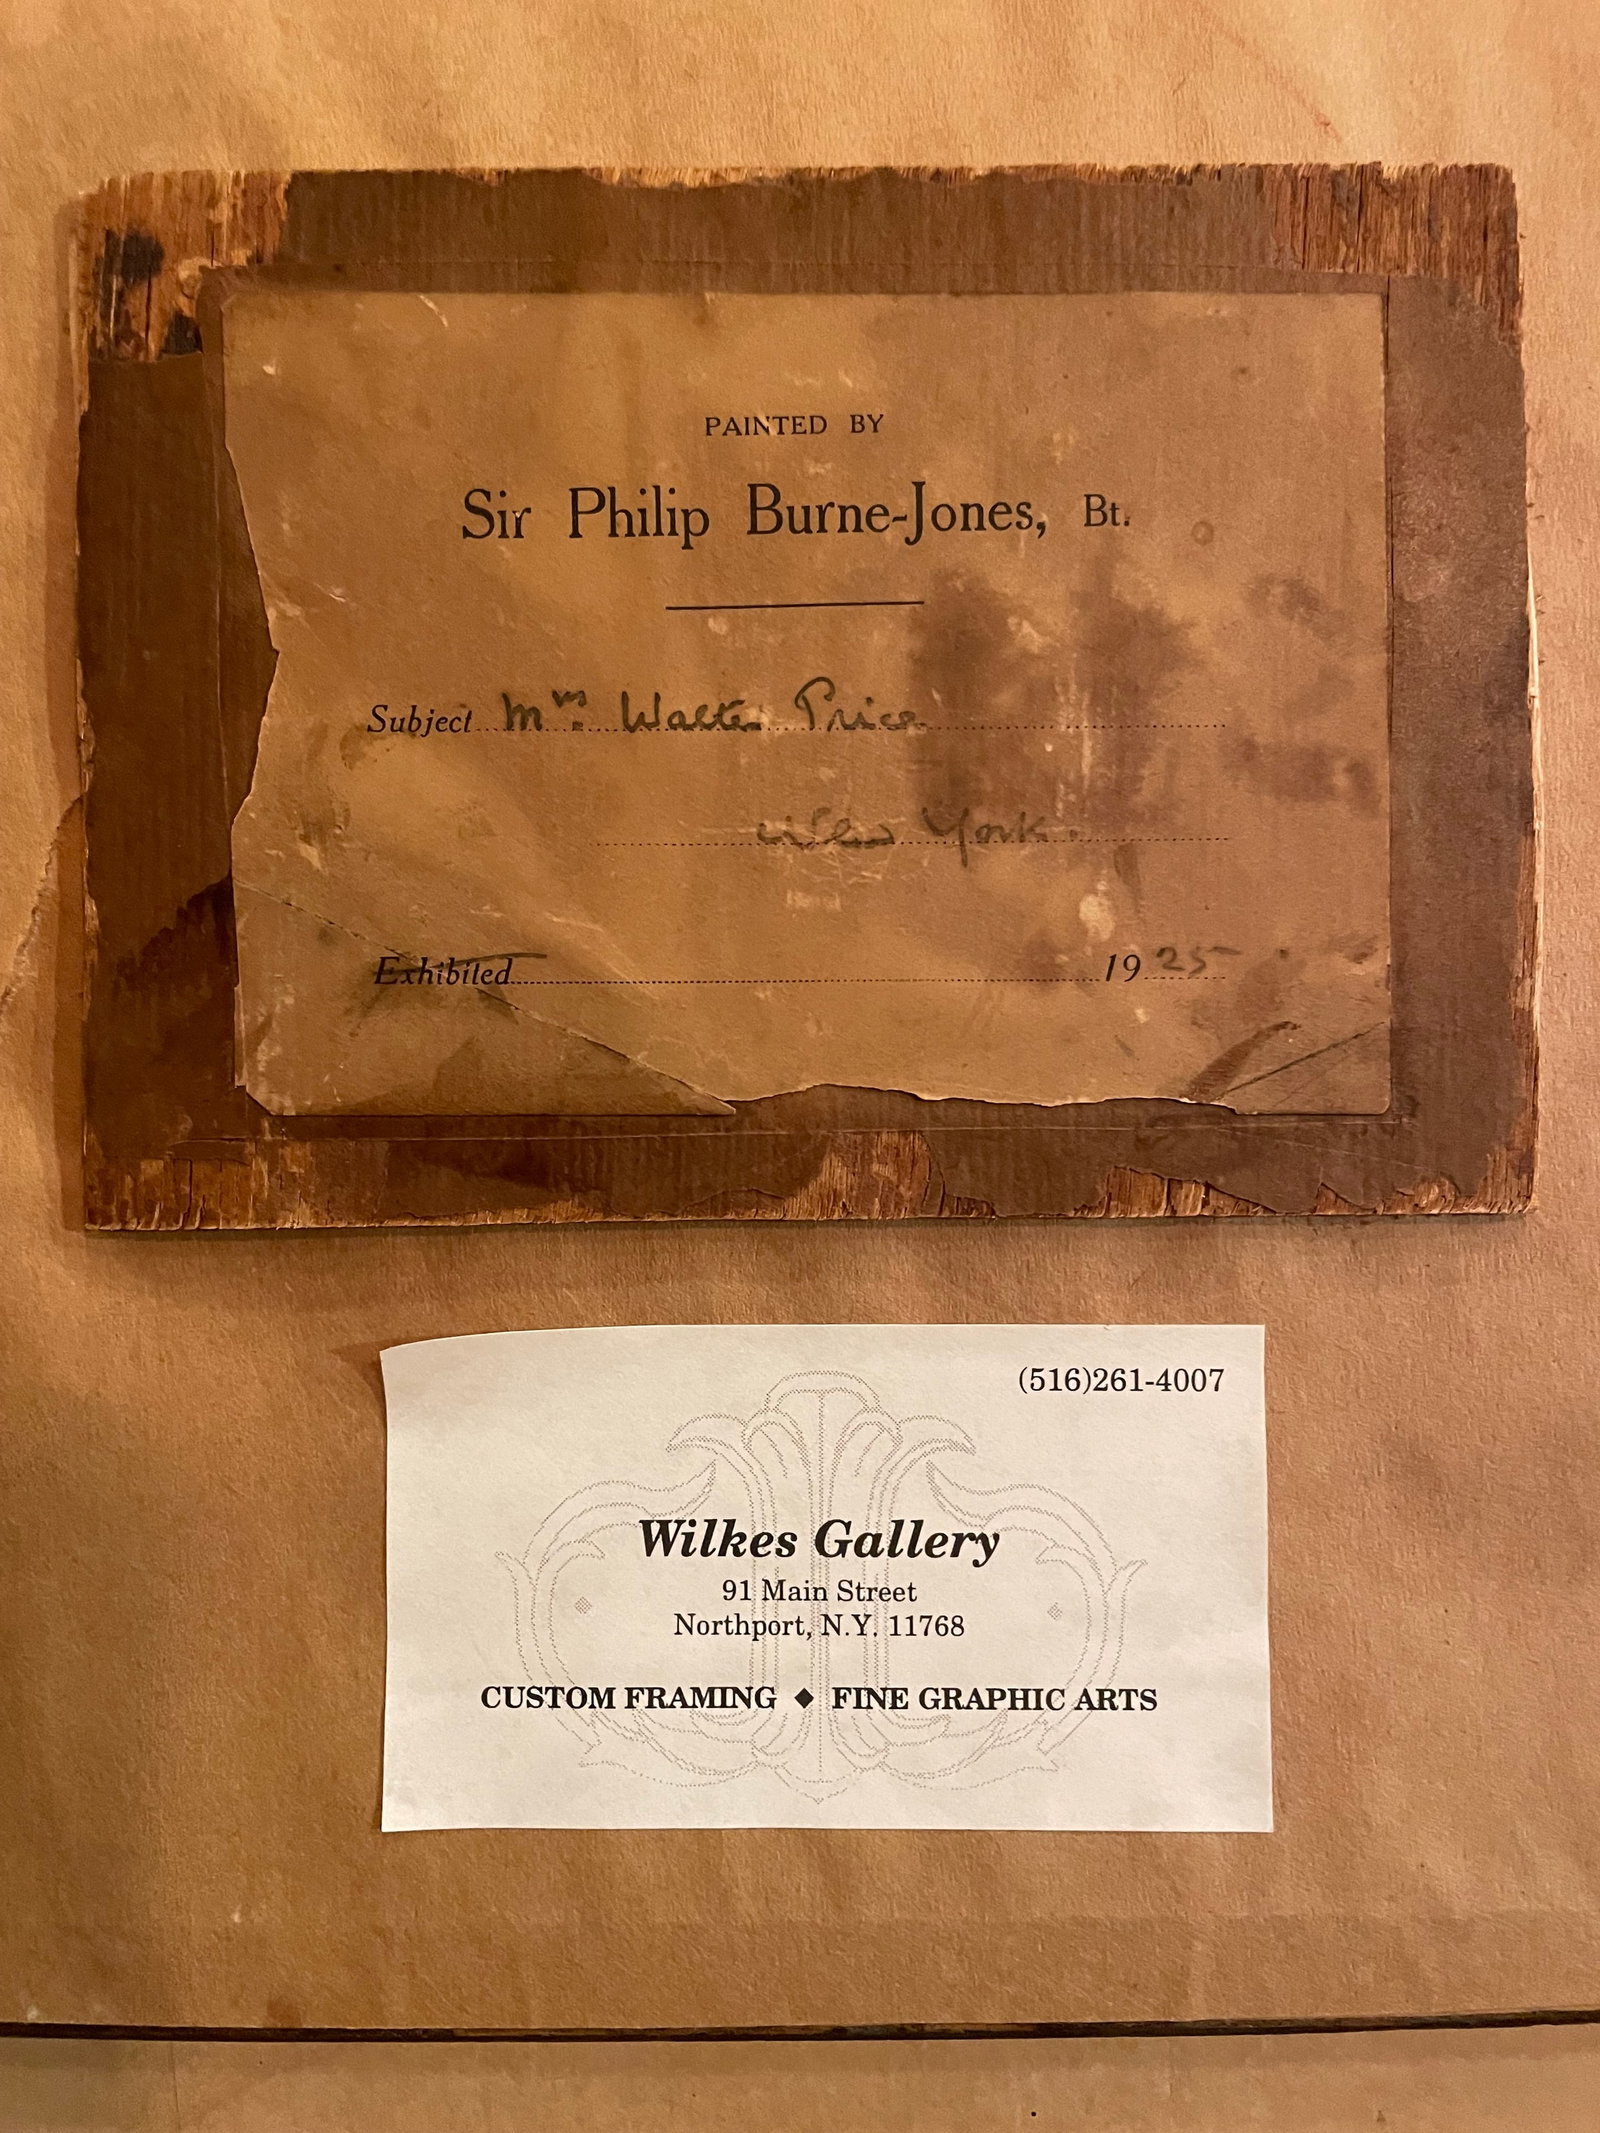 PAINTED BY
Sir Philip Burne-Jones, Bt.
Subject Mrs. Walter Price
New York.
Exhibited 1925
(516)261-4007
Wilkes Gallery
91 Main Street
Northport, N.Y. 11768
CUSTOM FRAMING ◆ FINE GRAPHIC ARTS